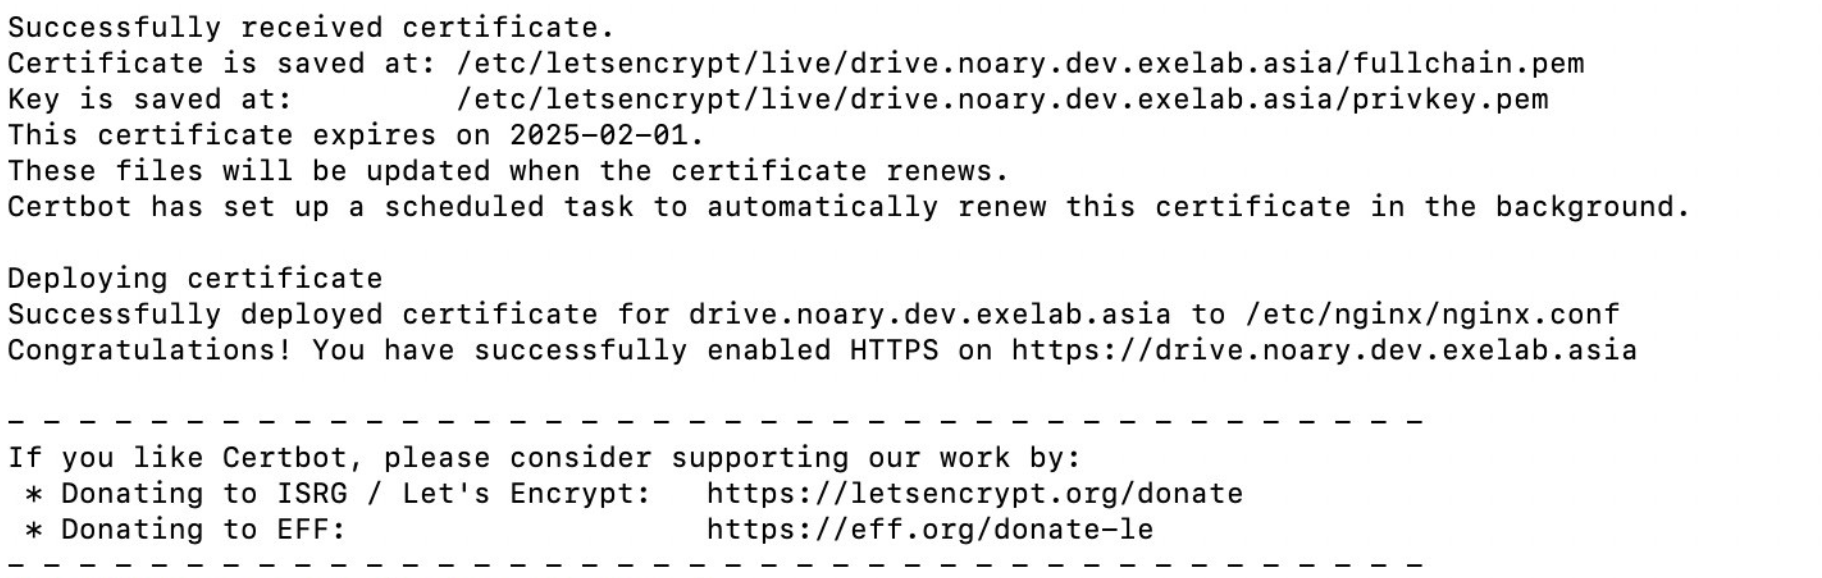 Successfully received certificate.
Certificate is saved at: /etc/letsencrypt/live/drive.noary.dev.exelab.asia/fullchain.pem
Key is saved at:         /etc/letsencrypt/live/drive.noary.dev.exelab.asia/privkey.pem
This certificate expires on 2025-02-01.
These files will be updated when the certificate renews.
Certbot has set up a scheduled task to automatically renew this certificate in the background.

Deploying certificate
Successfully deployed certificate for drive.noary.dev.exelab.asia to /etc/nginx/nginx.conf
Congratulations! You have successfully enabled HTTPS on https://drive.noary.dev.exelab.asia

- - - - - - - - - - - - - - - - - - - - - - - - - - - - - - - - - - - - - - - -
If you like Certbot, please consider supporting our work by:
 * Donating to ISRG / Let's Encrypt:   https://letsencrypt.org/donate
 * Donating to EFF:                    https://eff.org/donate-le
- - - - - - - - - - - - - - - - - - - - - - - - - - - - - - - - - - - - - - - -